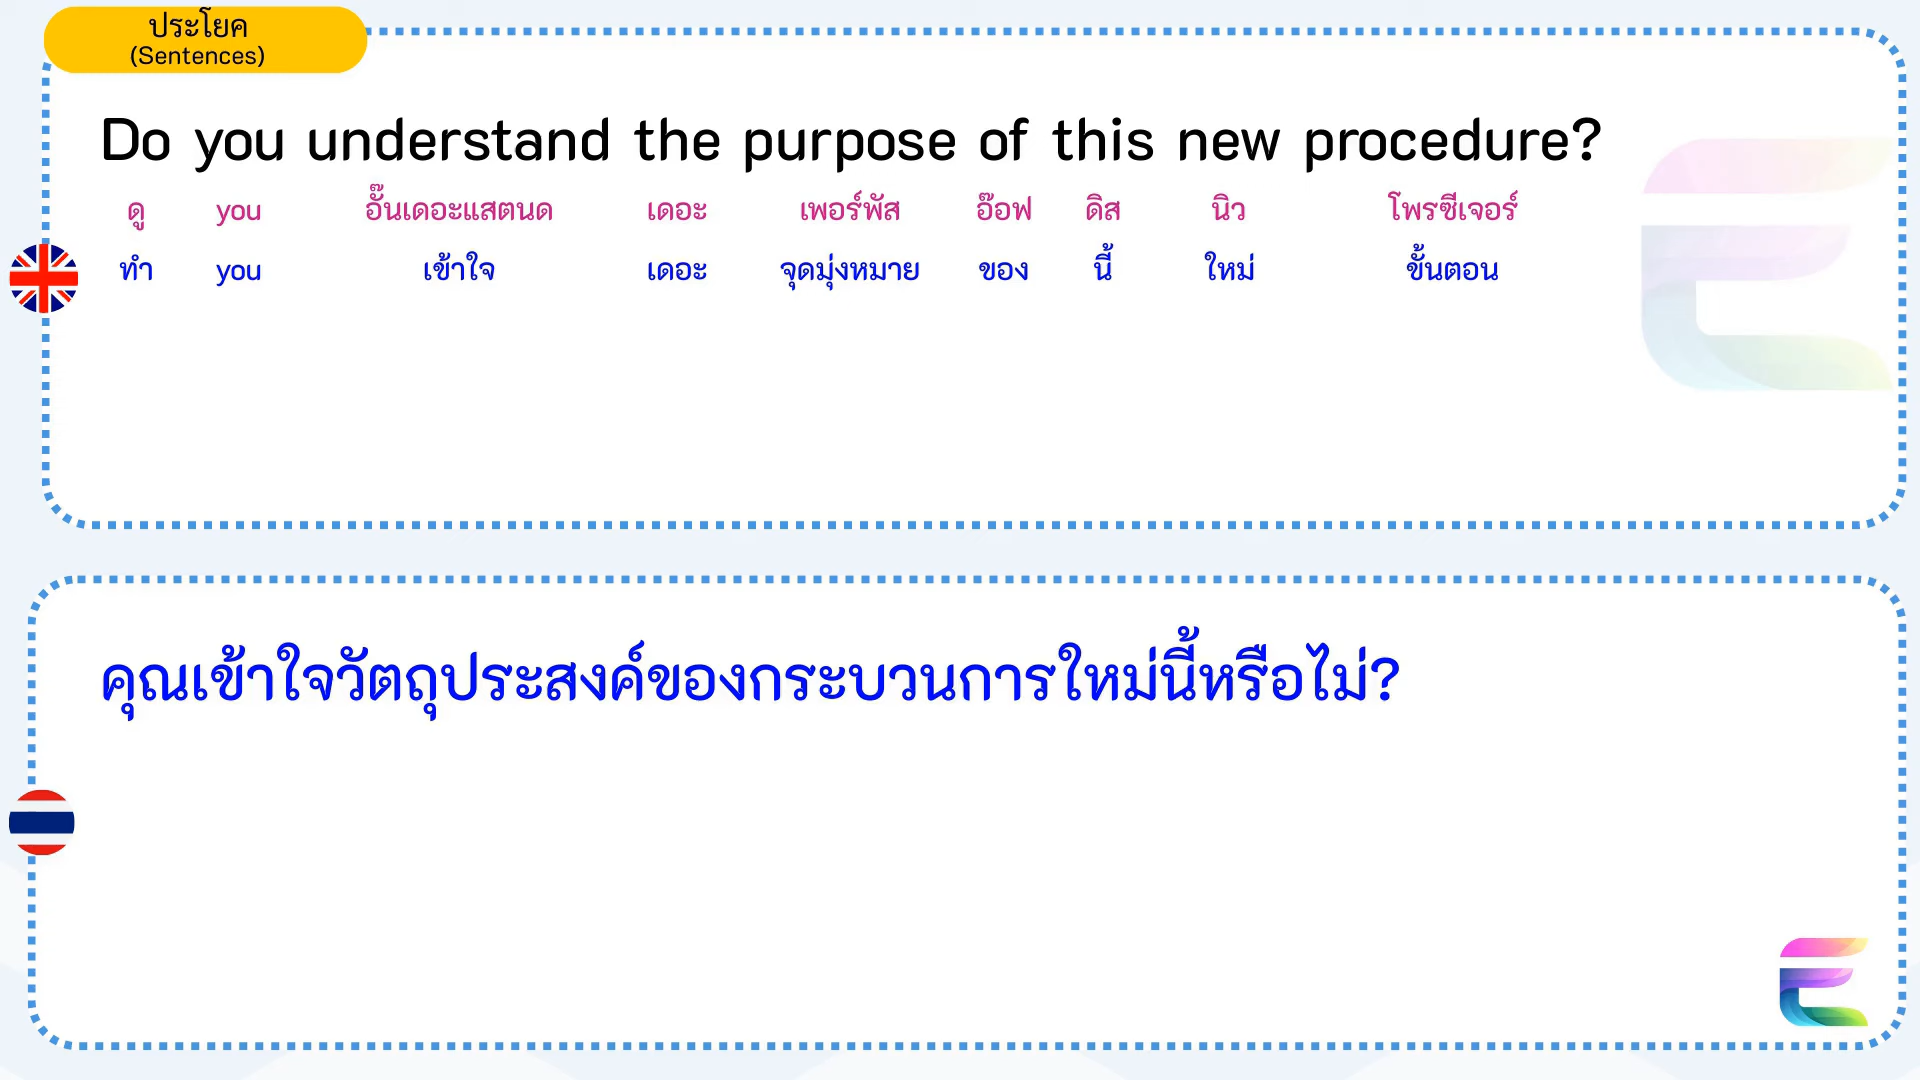 ประโยค
(Sentences)
Do you understand the purpose of this new procedure?
ดู you อั๊นเดอะแสตนด เดอะ เพอร์พัส อ๊อฟ ดิส นิว โพรซีเจอร์
ทำ you เข้าใจ เดอะ จุดมุ่งหมาย ของ นี้ ใหม่ ขั้นตอน
คุณเข้าใจวัตถุประสงค์ของกระบวนการใหม่นี้หรือไม่?